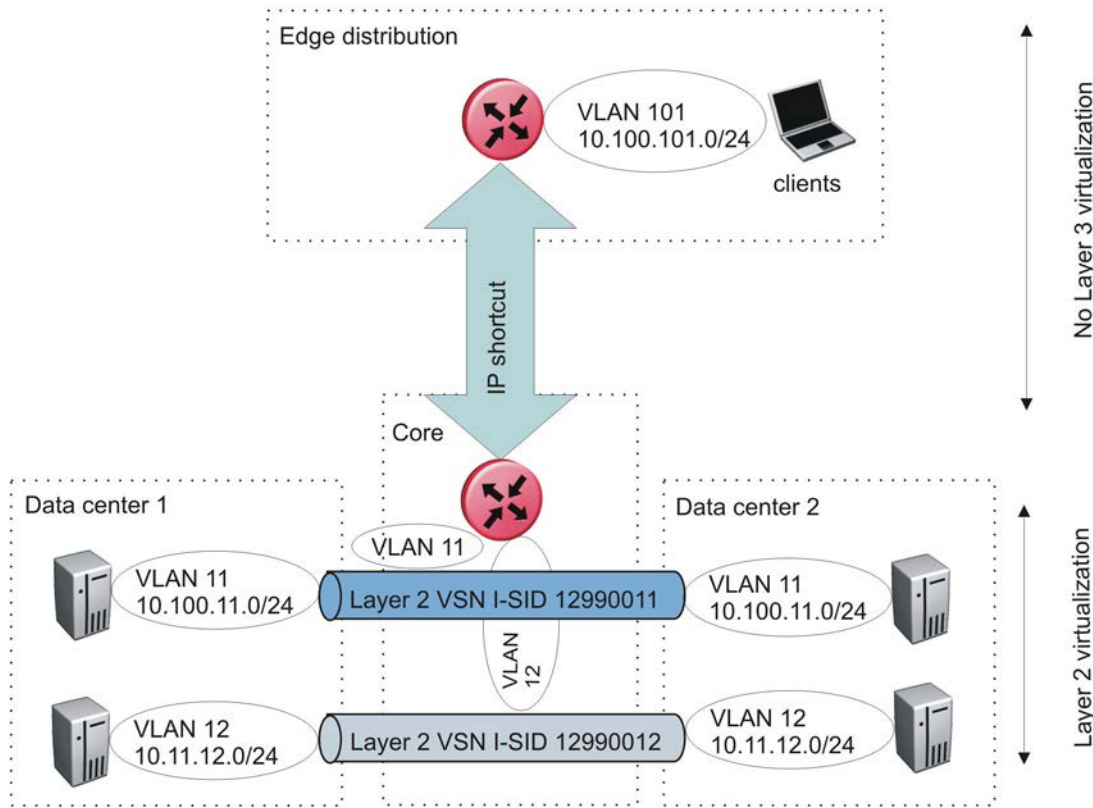 Edge distribution
VLAN 101
10.100.101.0/24
clients
No Layer 3 virtualization
IP shortcut
Core
Data center 1
Data center 2
VLAN 11
VLAN 11
10.100.11.0/24
Layer 2 VSN I-SID 12990011
VLAN 11
10.100.11.0/24
VLAN
12
VLAN 12
10.11.12.0/24
Layer 2 VSN I-SID 12990012
VLAN 12
10.11.12.0/24
Layer 2 virtualization